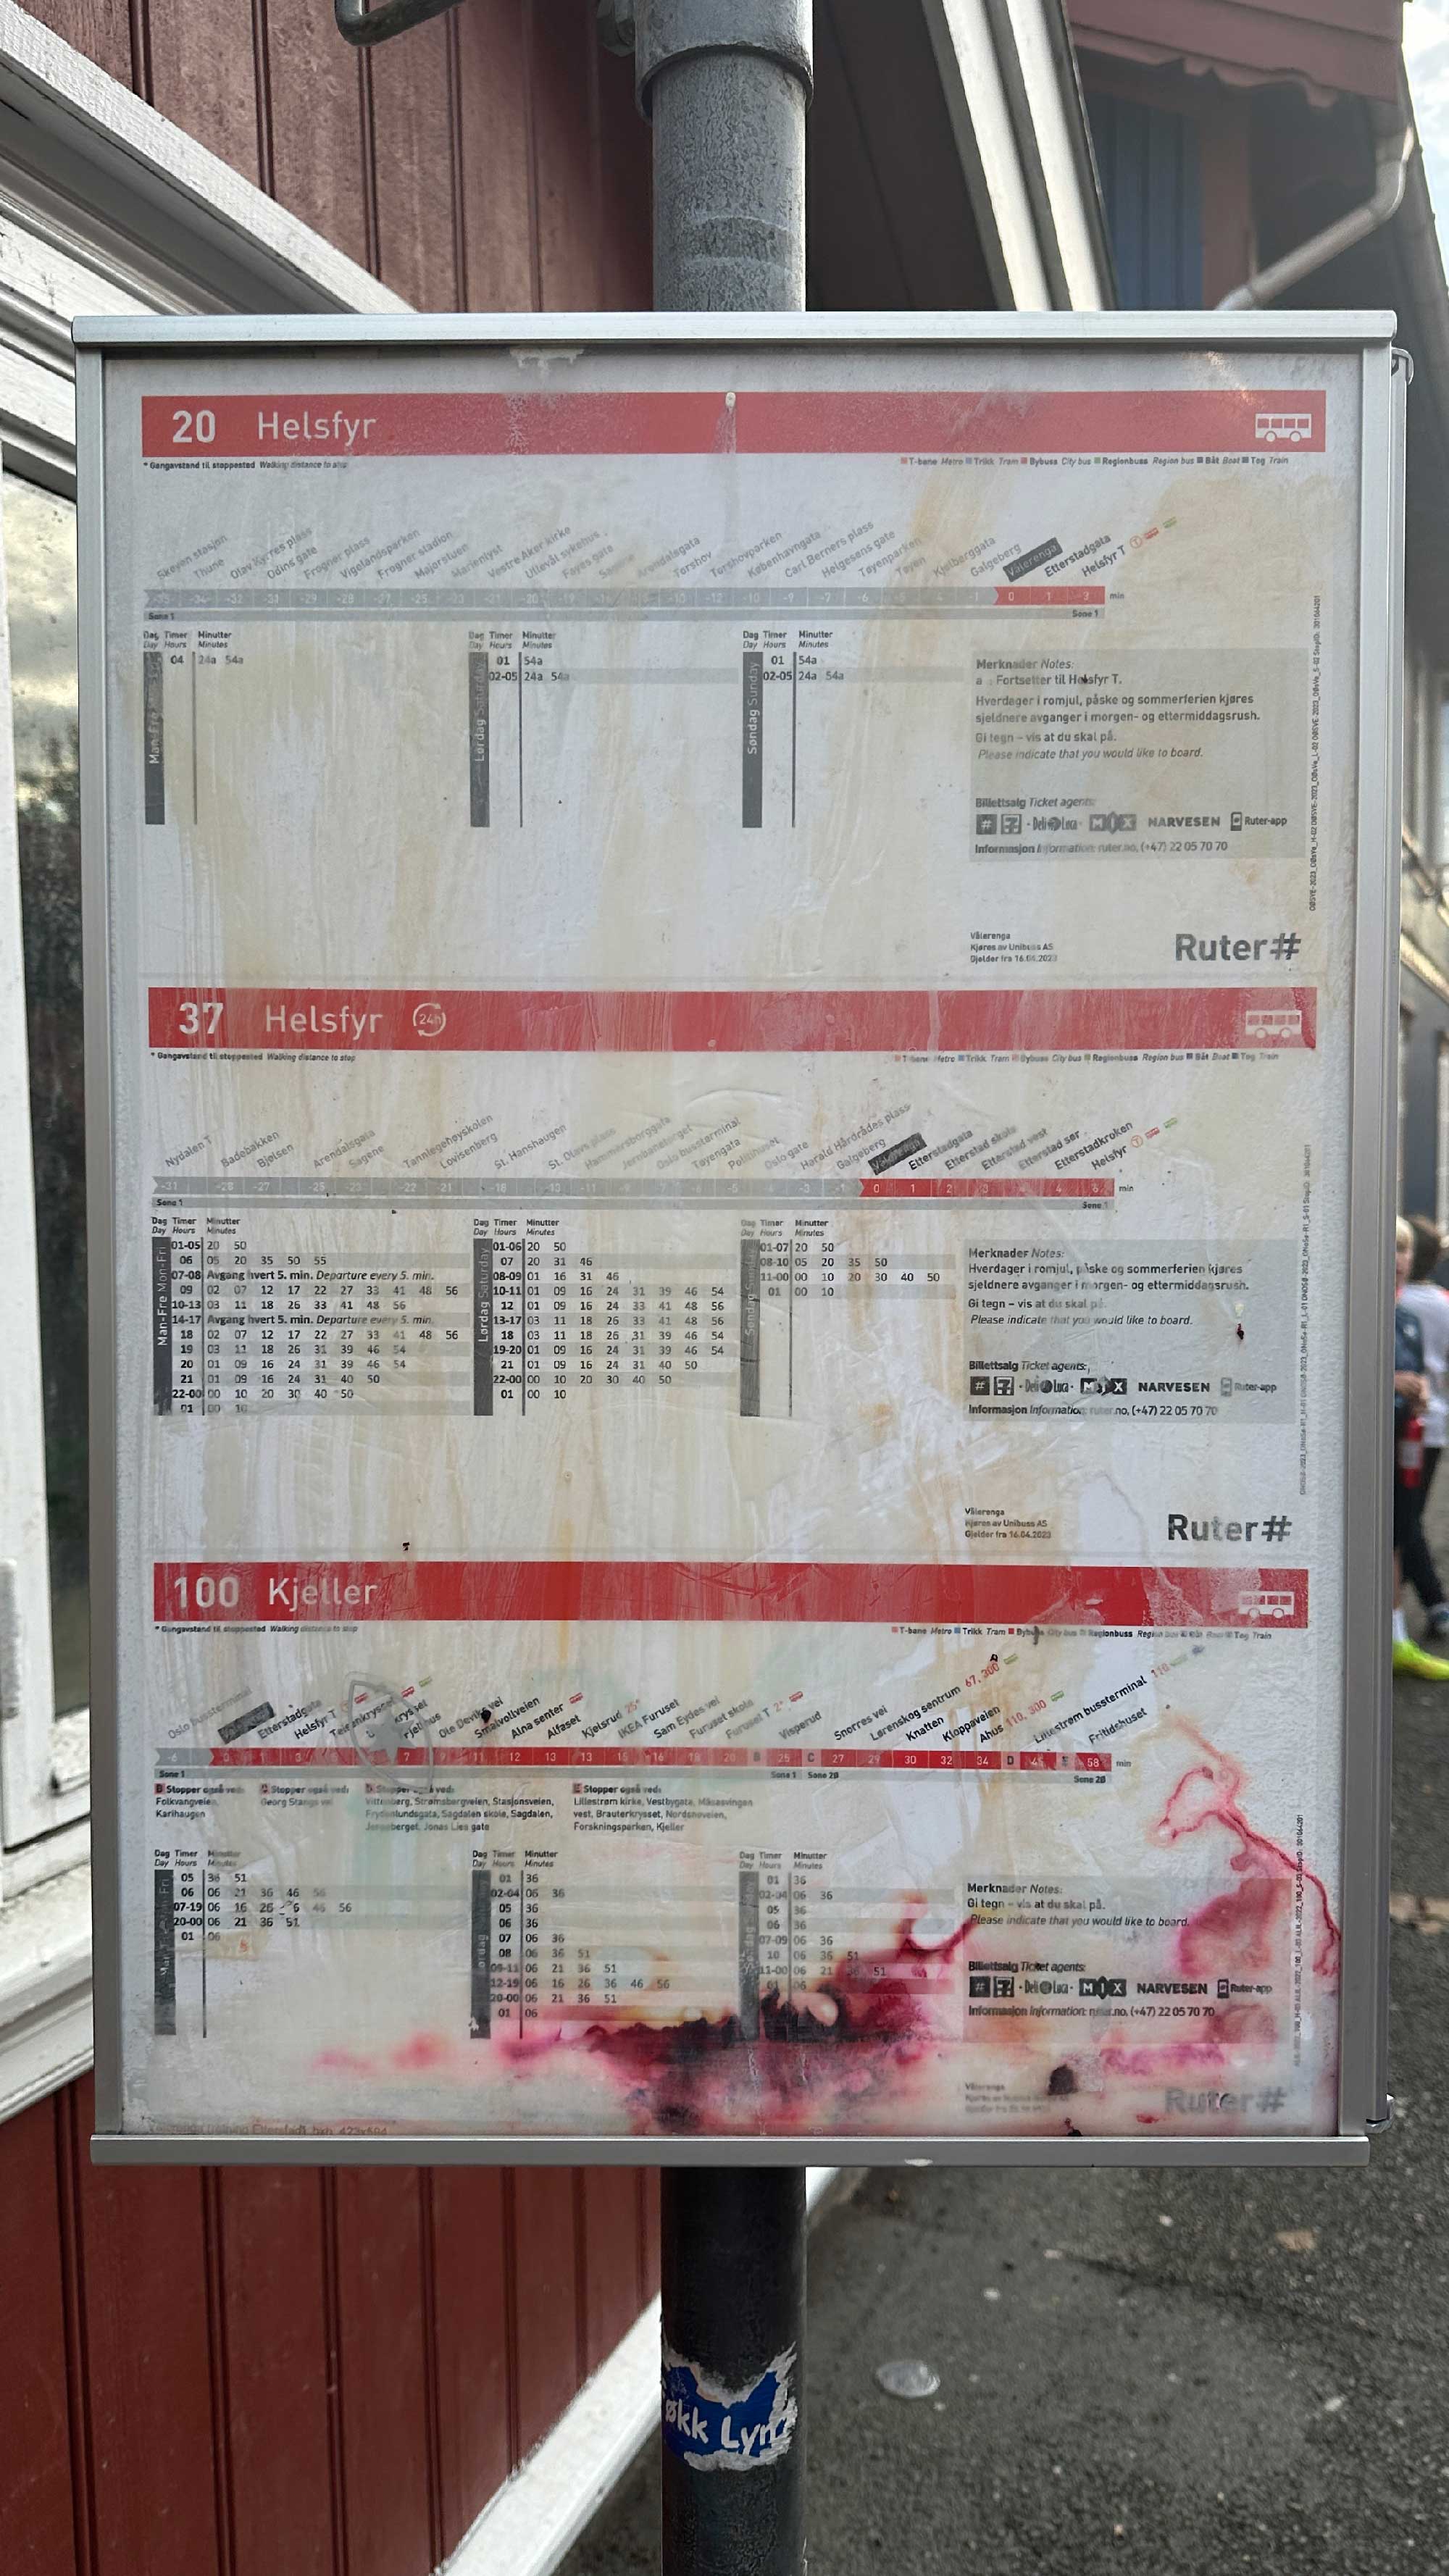 20 Helsfyr
* Gangavstand til stoppested Walking distance to stop
T-bane Metro Trikk Tram Bybuss City bus Regionbuss Region bus Båt Boat Tog Train
Skøyen stasjon Thune Olav Kyrres plass Odins gate Frogner plass Vigelandsparken Frogner stadion Majorstuen Marienlyst Vestre Aker kirke Ullevål sykehus Fayes gate Arendalsgata Torshov Torshovparken Københavngata Carl Berners plass Helgesens gate Tøyenparken Tøyen Kjølberggata Galgeberg Vålerenga Etterstadgata Helsfyr T
0 1 3 min
Sone 1 Sone 1
Dag Timer Minutter Dag Timer Minutter Dag Timer Minutter
Day Hours Minutes Day Hours Minutes Day Hours Minutes
Man-Fre
04 24a 54a
Lørdag Saturday
01 54a
02-05 24a 54a
Søndag Sunday
01 54a
02-05 24a 54a
Merknader Notes:
a : Fortsetter til Helsfyr T.
Hverdager i romjul, påske og sommerferien kjøres
sjeldnere avganger i morgen- og ettermiddagsrush.
Gi tegn – vis at du skal på.
Please indicate that you would like to board.
Billettsalg Ticket agents:
# 7 Deli Luca MIX NARVESEN Ruter-app
Informasjon Information: ruter.no, (+47) 22 05 70 70
Vålerenga
Kjøres av Unibuss AS
Gjelder fra 16.04.2023
Ruter#
37 Helsfyr 24h
* Gangavstand til stoppested Walking distance to stop
T-bane Metro Trikk Tram Bybuss City bus Regionbuss Region bus Båt Boat Tog Train
Nydalen T Badebakken Bjølsen Arendalsgata Sagene Tannlegehøyskolen Lovisenberg St. Hanshaugen St. Olavs plass Hammersborggata Jernbanetorget Oslo bussterminal Tøyengata Politihuset Oslo gate Harald Hårdrådes plass Galgeberg Vålerenga Etterstadgata Etterstad skole Etterstad vest Etterstad sør Etterstadkroken Helsfyr T
-31 -28 -27 -25 -22 -21 -18 -11 -3 -1 0 1 2 3 4 6 min
Sone 1 Sone 1
Dag Timer Minutter Dag Timer Minutter Dag Timer Minutter
Day Hours Minutes Day Hours Minutes Day Hours Minutes
Man-Fre Mon-Fri
01-05 20 50
06 05 20 35 50 55
07-08 Avgang hvert 5. min. Departure every 5. min.
09 02 07 12 17 22 27 33 41 48 56
10-13 03 11 18 26 33 41 48 56
14-17 Avgang hvert 5. min. Departure every 5. min.
18 02 07 12 17 22 27 33 41 48 56
19 03 11 18 26 31 39 46 54
20 01 09 16 24 31 39 46 54
21 01 09 16 24 31 40 50
22-00 00 10 20 30 40 50
01 00 10
Lørdag Saturday
01-06 20 50
07 20 31 46
08-09 01 16 31 46
10-11 01 09 16 24 31 39 46 54
12 01 09 16 24 33 41 48 56
13-17 03 11 18 26 33 41 48 56
18 03 11 18 26 31 39 46 54
19-20 01 09 16 24 31 39 46 54
21 01 09 16 24 31 40 50
22-00 00 10 20 30 40 50
01 00 10
Søndag Sunday
01-07 20 50
08-10 05 20 35 50
11-00 00 10 20 30 40 50
01 00 10
Merknader Notes:
Hverdager i romjul, påske og sommerferien kjøres
sjeldnere avganger i morgen- og ettermiddagsrush.
Gi tegn – vis at du skal på.
Please indicate that you would like to board.
Billettsalg Ticket agents:
# 7 Deli Luca MIX NARVESEN Ruter-app
Informasjon Information: ruter.no, (+47) 22 05 70 70
Vålerenga
Kjøres av Unibuss AS
Gjelder fra 16.04.2023
Ruter#
100 Kjeller
* Gangavstand til stoppested Walking distance to stop
T-bane Metro Trikk Tram Bybuss City bus Regionbuss Region bus Båt Boat Tog Train
Oslo bussterminal Vålerenga Etterstadgata Helsfyr T Fjellhus Ole Deviks vei Smalvollveien Alna senter Alfaset Kjelsrud 25* IKEA Furuset Sam Eydes vei Furuset skole Furuset T 2* Visperud Snorres vei Lørenskog sentrum 67, 300 Knatten Kloppaveien Ahus 110, 300 Lillestrøm bussterminal 110 Fritidshuset
-6 0 1 3 7 9 11 12 13 13 15 16 18 20 B 25 C 27 29 30 32 34 D 45 E 58 min
Sone 1 Sone 1 Sone 2B Sone 2B
B Stopper også ved: C Stopper også ved: D Stopper også ved: E Stopper også ved:
Folkvangveien, Georg Stangs vei Vittenberg, Strømsbergveien, Stasjonsveien, Lillestrøm kirke, Vestbygata, Måsasvingen
Karihaugen Frydenlundsgata, Sagdalen skole, Sagdalen, vest, Brauterkrysset, Nordsnoveien,
Jernaberget, Jonas Lies gate Forskningsparken, Kjeller
Dag Timer Minutter Dag Timer Minutter Dag Timer Minutter
Day Hours Minutes Day Hours Minutes Day Hours Minutes
05 36 51
06 06 21 36 46 56
07-19 06 16 26 36 46 56
20-00 06 21 36 51
01 06
Lørdag
01 36
02-04 06 36
05 36
06 36
07 06 36
08 06 36 51
09-11 06 21 36 51
12-19 06 16 26 36 46 56
20-00 06 21 36 51
01 06
01 36
02-04 06 36
05 36
06 36
07-09 06 36
10 06 36 51
11-00 06 21 36 51
01 06
Merknader Notes:
Gi tegn – vis at du skal på.
Please indicate that you would like to board.
Billettsalg Ticket agents:
# 7 Deli Luca MIX NARVESEN Ruter-app
Informasjon Information: ruter.no, (+47) 22 05 70 70
Vålerenga
Ruter#
økk Lyn